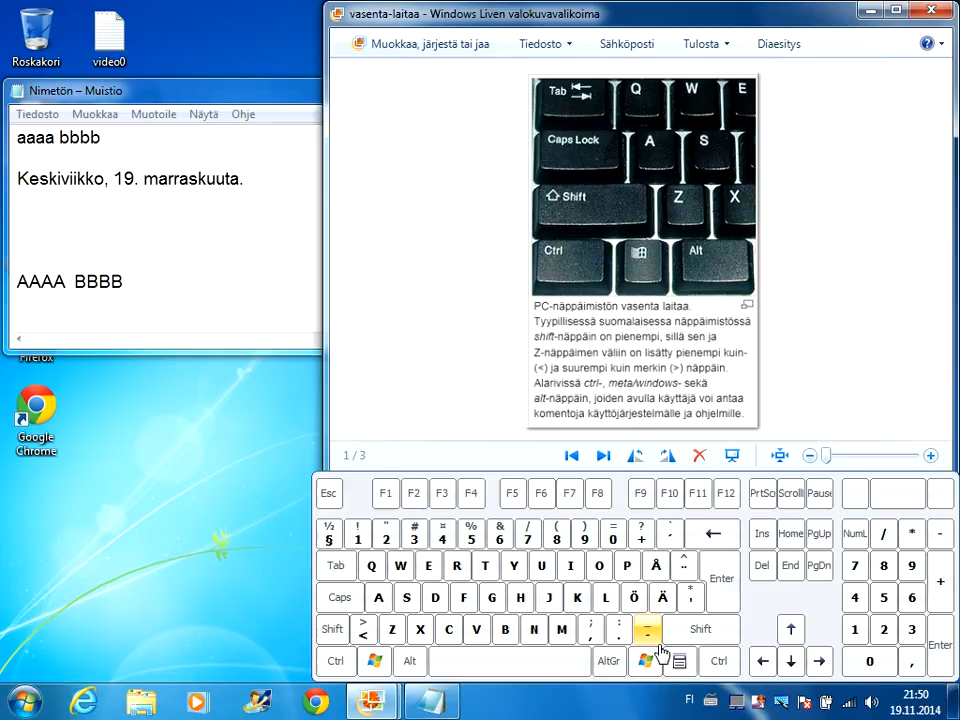 Roskakori
video0
vasenta-laitaa - Windows Liven valokuvavalikoima
Muokkaa, järjestä tai jaa Tiedosto Sähköposti Tulosta Diaesitys
Nimetön – Muistio
Tiedosto Muokkaa Muotoile Näytä Ohje
aaaa bbbb
Keskiviikko, 19. marraskuuta.
AAAA BBBB
Firefox
Google
Chrome
Tab Q W E
Caps Lock A S
Shift Z X
Ctrl Alt
PC-näppäimistön vasenta laitaa.
Tyypillisessä suomalaisessa näppäimistössä
shift-näppäin on pienempi, sillä sen ja
Z-näppäimen väliin on lisätty pienempi kuin-
(<) ja suurempi kuin merkin (>) näppäin.
Alarivissä ctrl-, meta/windows- sekä
alt-näppäin, joiden avulla käyttäjä voi antaa
komentoja käyttöjärjestelmälle ja ohjelmille.
1 / 3
Esc F1 F2 F3 F4 F5 F6 F7 F8 F9 F10 F11 F12 PrtSc Scroll Pause
½ § ! 1 " 2 # 3 ¤ 4 % 5 & 6 / 7 ( 8 ) 9 = 0 ? + ` ´ Ins Home PgUp NumL / * -
Tab Q W E R T Y U I O P Å ^ ¨ Enter Del End PgDn 7 8 9 +
Caps A S D F G H J K L Ö Ä * ' 4 5 6
Shift > < Z X C V B N M ; , : . _ - Shift 1 2 3 Enter
Ctrl Alt AltGr Ctrl 0 ,
FI
21:50
19.11.2014